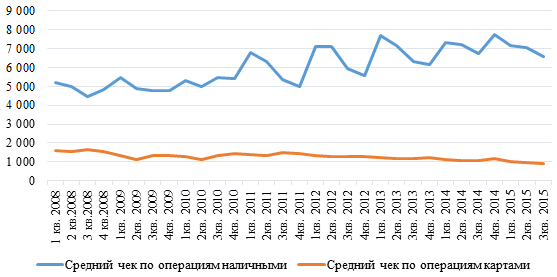 9 000
8 000
7 000
6 000
5 000
4 000
3 000
2 000
1 000
0
1 кв. 2008
2 кв.2008
3 кв.2008
4 кв.2008
1кв. 2009
2кв. 2009
3кв. 2009
4кв. 2009
1кв. 2010
2кв. 2010
3кв. 2010
4кв. 2010
1кв. 2011
2кв. 2011
3кв. 2011
4кв. 2011
1кв. 2012
2кв. 2012
3кв. 2012
4кв. 2012
1кв. 2013
2кв. 2013
3кв. 2013
4кв. 2013
1кв. 2014
2кв. 2014
3кв. 2014
4кв. 2014
1кв. 2015
2кв. 2015
3кв. 2015
Средний чек по операциям наличными
Средний чек по операциям картами